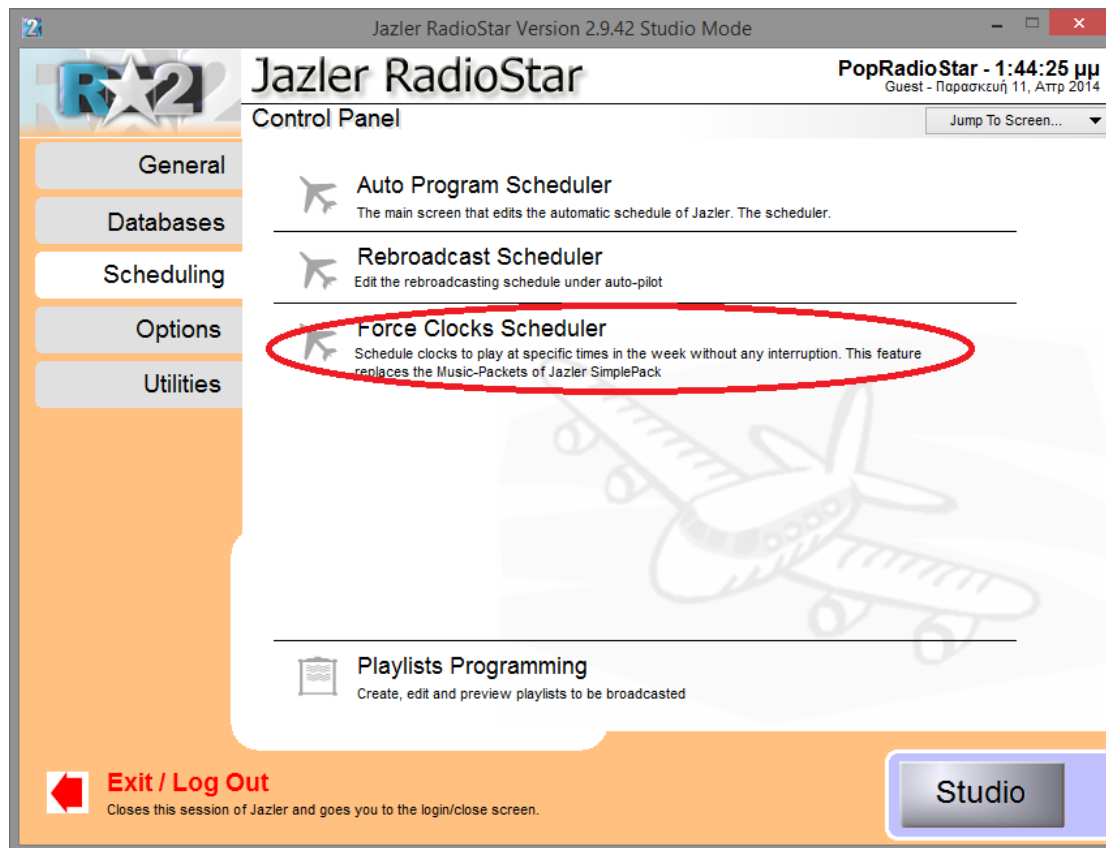 Jazler RadioStar Version 2.9.42 Studio Mode
R 2
Jazler RadioStar
PopRadioStar - 1:44:25 μμ
Guest - Παρασκευή 11, Απρ 2014
Control Panel
Jump To Screen...
General
Databases
Scheduling
Options
Utilities
Auto Program Scheduler
The main screen that edits the automatic schedule of Jazler. The scheduler.
Rebroadcast Scheduler
Edit the rebroadcasting schedule under auto-pilot
Force Clocks Scheduler
Schedule clocks to play at specific times in the week without any interruption. This feature
replaces the Music-Packets of Jazler SimplePack
Playlists Programming
Create, edit and preview playlists to be broadcasted
Exit / Log Out
Closes this session of Jazler and goes you to the login/close screen.
Studio